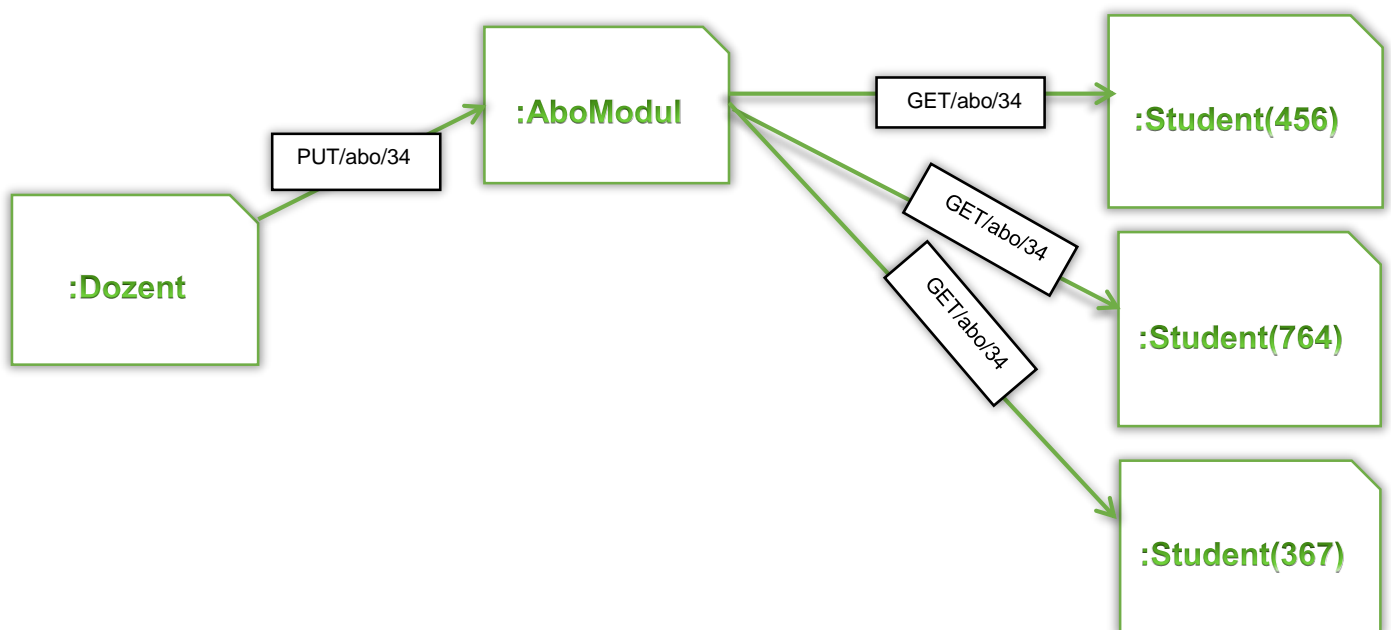 :Dozent
PUT/abo/34
:AboModul
GET/abo/34
:Student(456)
GET/abo/34
:Student(764)
GET/abo/34
:Student(367)